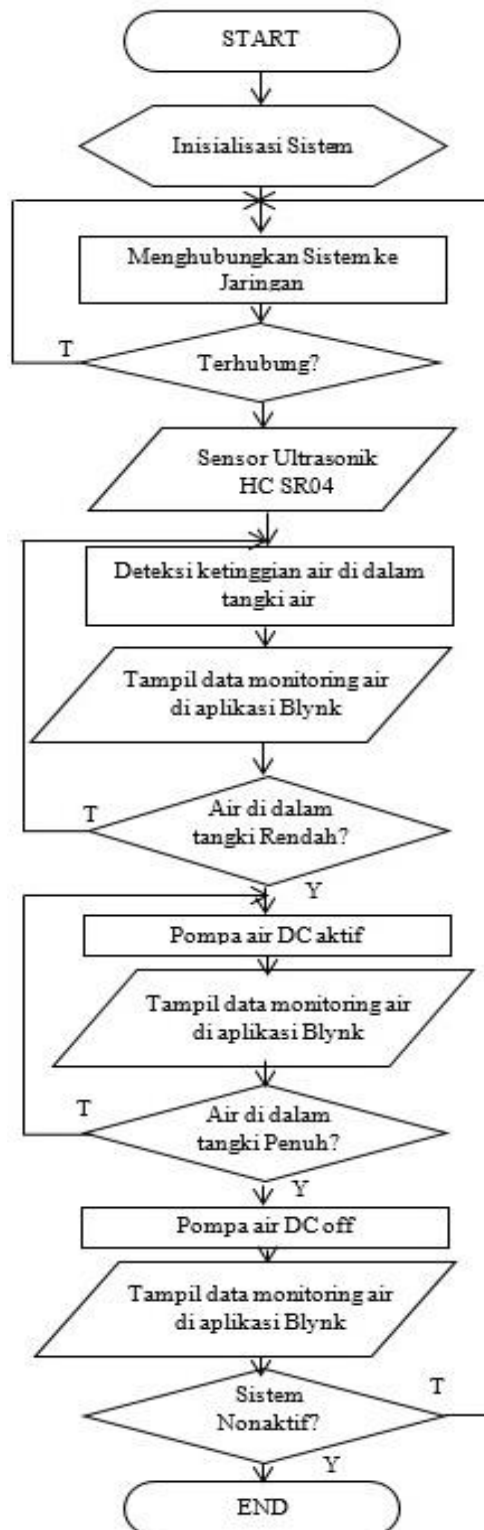 START
Inisialisasi Sistem
Menghubungkan Sistem ke
Jaringan
T
Terhubung?
Sensor Ultrasonik
HC SR04
Deteksi ketinggian air di dalam
tangki air
Tampil data monitoring air
di aplikasi Blynk
T
Air di dalam
tangki Rendah?
Y
Pompa air DC aktif
Tampil data monitoring air
di aplikasi Blynk
T
Air di dalam
tangki Penuh?
Y
Pompa air DC off
Tampil data monitoring air
di aplikasi Blynk
Sistem
Nonaktif?
T
Y
END